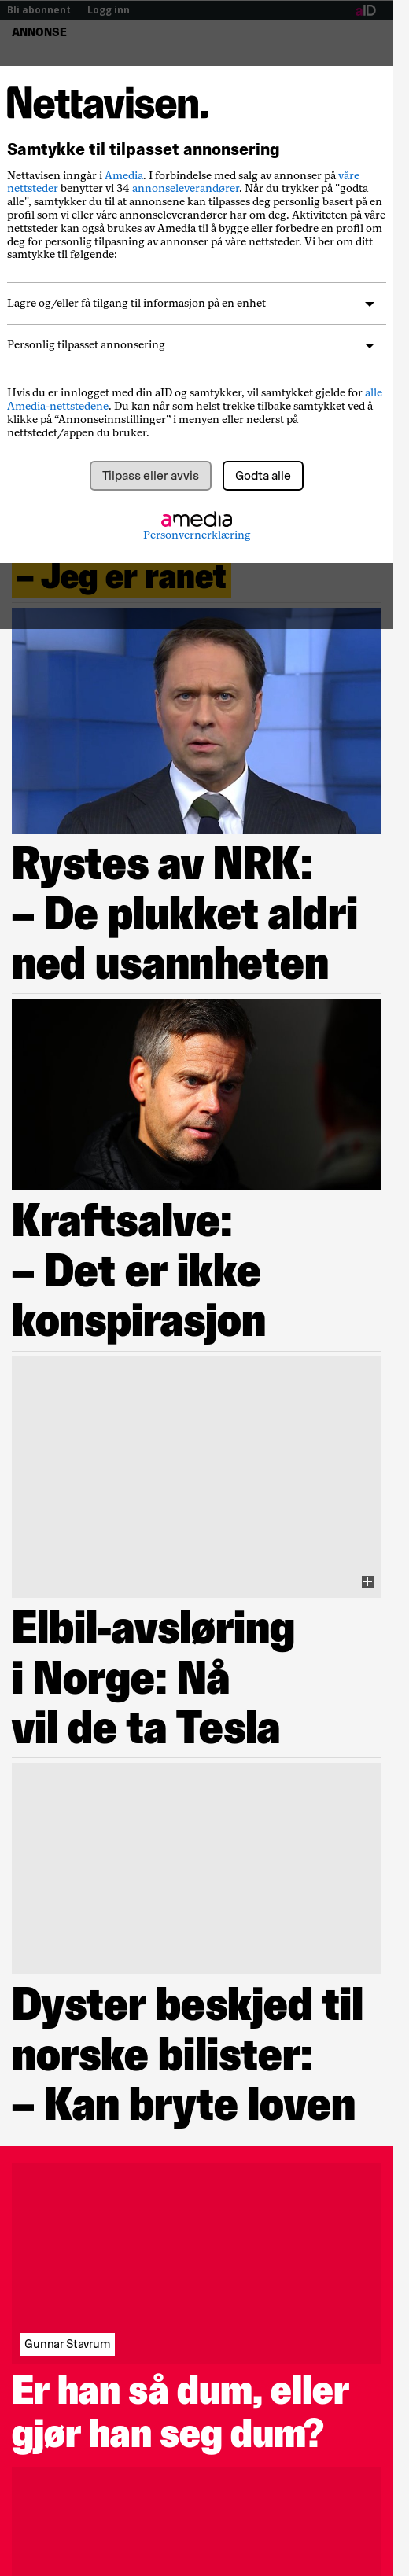 Bli abonnent | Logg inn
aID
ANNONSE
Nettavisen.
Samtykke til tilpasset annonsering
Nettavisen inngår i Amedia. I forbindelse med salg av annonser på våre
nettsteder benytter vi 34 annonseleverandører. Når du trykker på "godta
alle", samtykker du til at annonsene kan tilpasses deg personlig basert på en
profil som vi eller våre annonseleverandører har om deg. Aktiviteten på våre
nettsteder kan også brukes av Amedia til å bygge eller forbedre en profil om
deg for personlig tilpasning av annonser på våre nettsteder. Vi ber om ditt
samtykke til følgende:
Lagre og/eller få tilgang til informasjon på en enhet
Personlig tilpasset annonsering
Hvis du er innlogget med din aID og samtykker, vil samtykket gjelde for alle
Amedia-nettstedene. Du kan når som helst trekke tilbake samtykket ved å
klikke på “Annonseinnstillinger” i menyen eller nederst på
nettstedet/appen du bruker.
Tilpass eller avvis
Godta alle
amedia
Personvernerklæring
– Jeg er ranet
Rystes av NRK:
– De plukket aldri
ned usannheten
Kraftsalve:
– Det er ikke
konspirasjon
Elbil-avsløring
i Norge: Nå
vil de ta Tesla
Dyster beskjed til
norske bilister:
– Kan bryte loven
Gunnar Stavrum
Er han så dum, eller
gjør han seg dum?